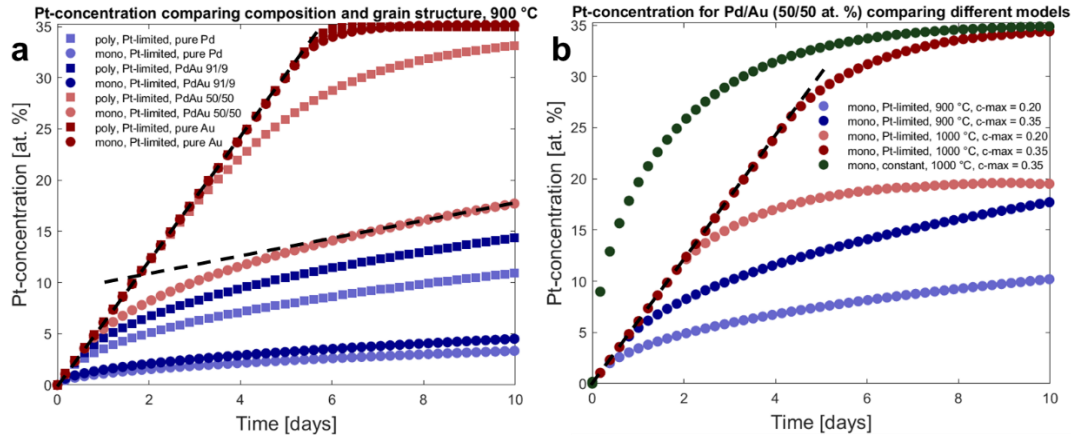 Pt-concentration comparing composition and grain structure, 900 °C
a
35
30
25
20
15
10
5
0
poly, Pt-limited, pure Pd
mono, Pt-limited, pure Pd
poly, Pt-limited, PdAu 91/9
mono, Pt-limited, PdAu 91/9
poly, Pt-limited, PdAu 50/50
mono, Pt-limited, PdAu 50/50
poly, Pt-limited, pure Au
mono, Pt-limited, pure Au
Pt-concentration [at. %]
0 2 4 6 8 10
Time [days]
Pt-concentration for Pd/Au (50/50 at. %) comparing different models
b
35
30
25
20
15
10
5
0
mono, Pt-limited, 900 °C, c-max = 0.20
mono, Pt-limited, 900 °C, c-max = 0.35
mono, Pt-limited, 1000 °C, c-max = 0.20
mono, Pt-limited, 1000 °C, c-max = 0.35
mono, constant, 1000 °C, c-max = 0.35
Pt-concentration [at. %]
0 2 4 6 8 10
Time [days]